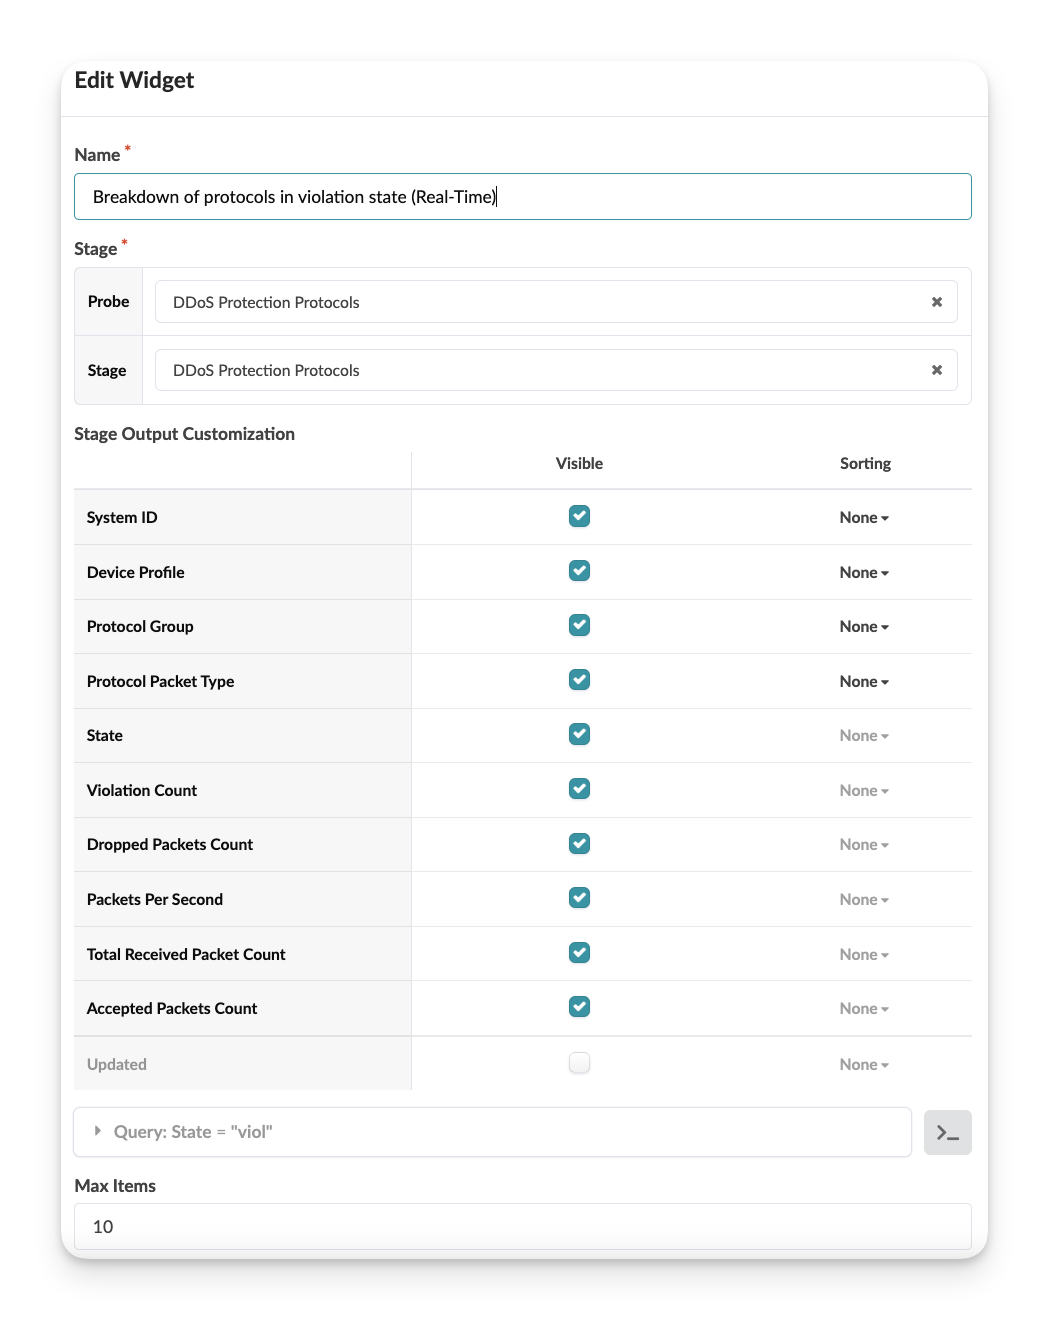 Edit Widget
Name *
Breakdown of protocols in violation state (Real-Time)
Stage *
Probe DDoS Protection Protocols
Stage DDoS Protection Protocols
Stage Output Customization
Visible Sorting
System ID None
Device Profile None
Protocol Group None
Protocol Packet Type None
State None
Violation Count None
Dropped Packets Count None
Packets Per Second None
Total Received Packet Count None
Accepted Packets Count None
Updated None
Query: State = "viol"
Max Items
10